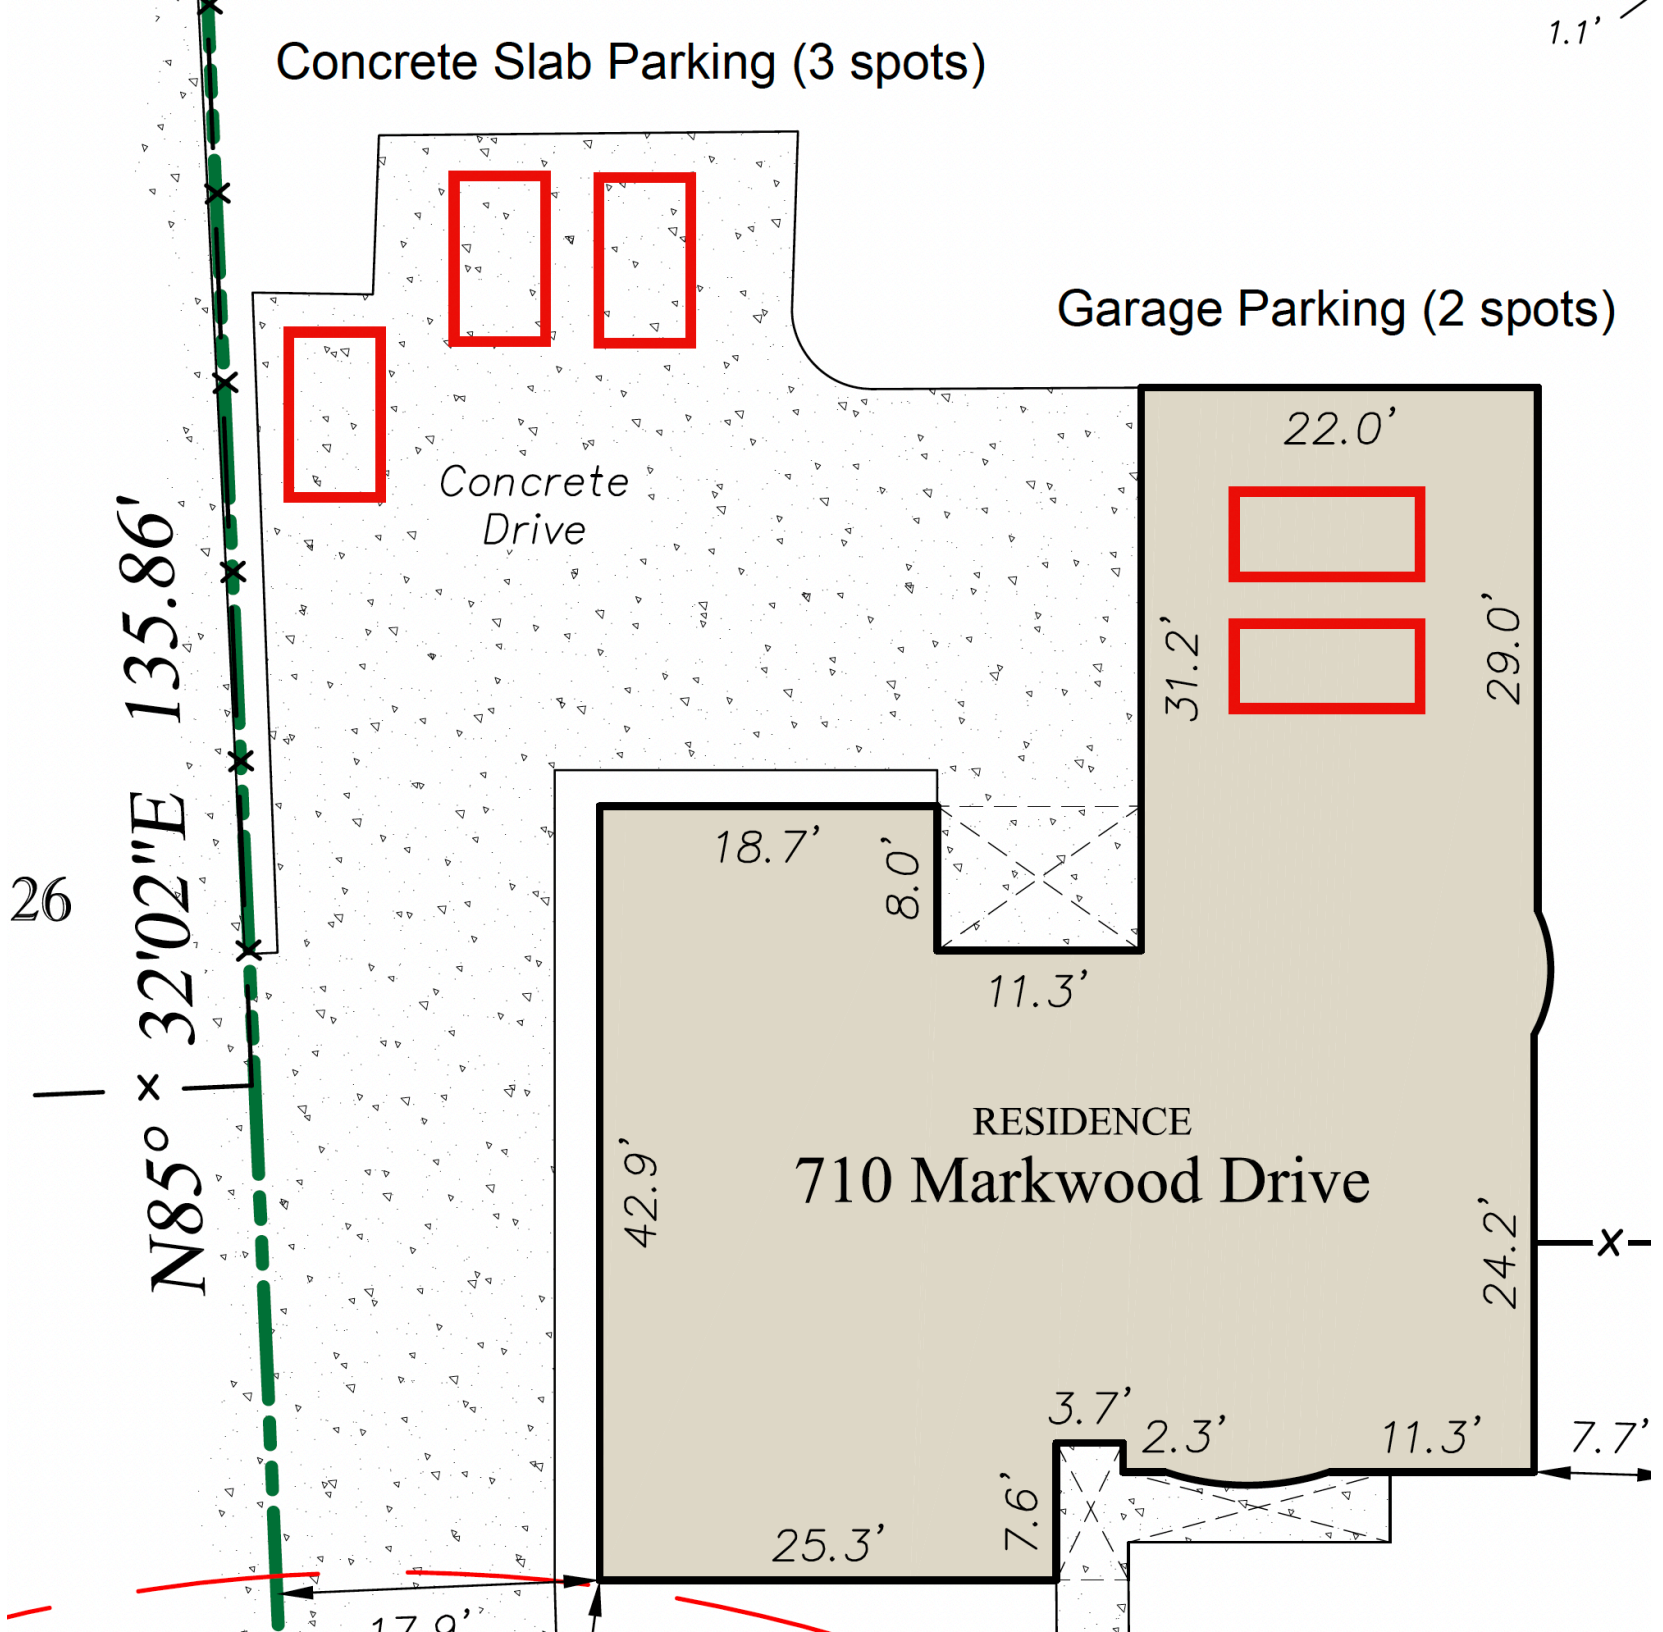 1.1’
Concrete Slab Parking (3 spots)
Garage Parking (2 spots)
22.0’
Concrete
Drive
N85° 32'02"E 135.86'
31.2’
29.0’
18.7’
8.0’
11.3’
26
RESIDENCE
710 Markwood Drive
42.9’
24.2’
3.7’
2.3’
11.3’
7.7’
7.6’
25.3’
17.9’